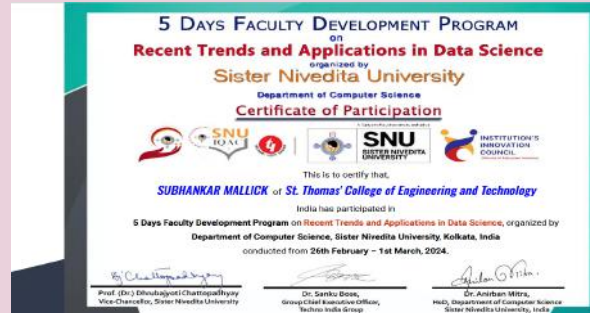 5 DAYS FACULTY DEVELOPMENT PROGRAM
on
Recent Trends and Applications in Data Science
organized by
Sister Nivedita University
Department of Computer Science
Certificate of Participation
SNU
IQAC
SNU
SISTER NIVEDITA
UNIVERSITY
INSTITUTION'S
INNOVATION
COUNCIL
This is to certify that,
SUBHANKAR MALLICK of St. Thomas' College of Engineering and Technology
India has participated in
5 Days Faculty Development Program on Recent Trends and Applications in Data Science, organized by
Department of Computer Science, Sister Nivedita University, Kolkata, India
conducted from 26th February – 1st March, 2024.
Prof. (Dr.) Dhrubajyoti Chattopadhyay
Vice-Chancellor, Sister Nivedita University
Dr. Sanku Bose,
Group Chief Executive Officer,
Techno India Group
Dr. Anirban Mitra,
HoD, Department of Computer Science
Sister Nivedita University, India